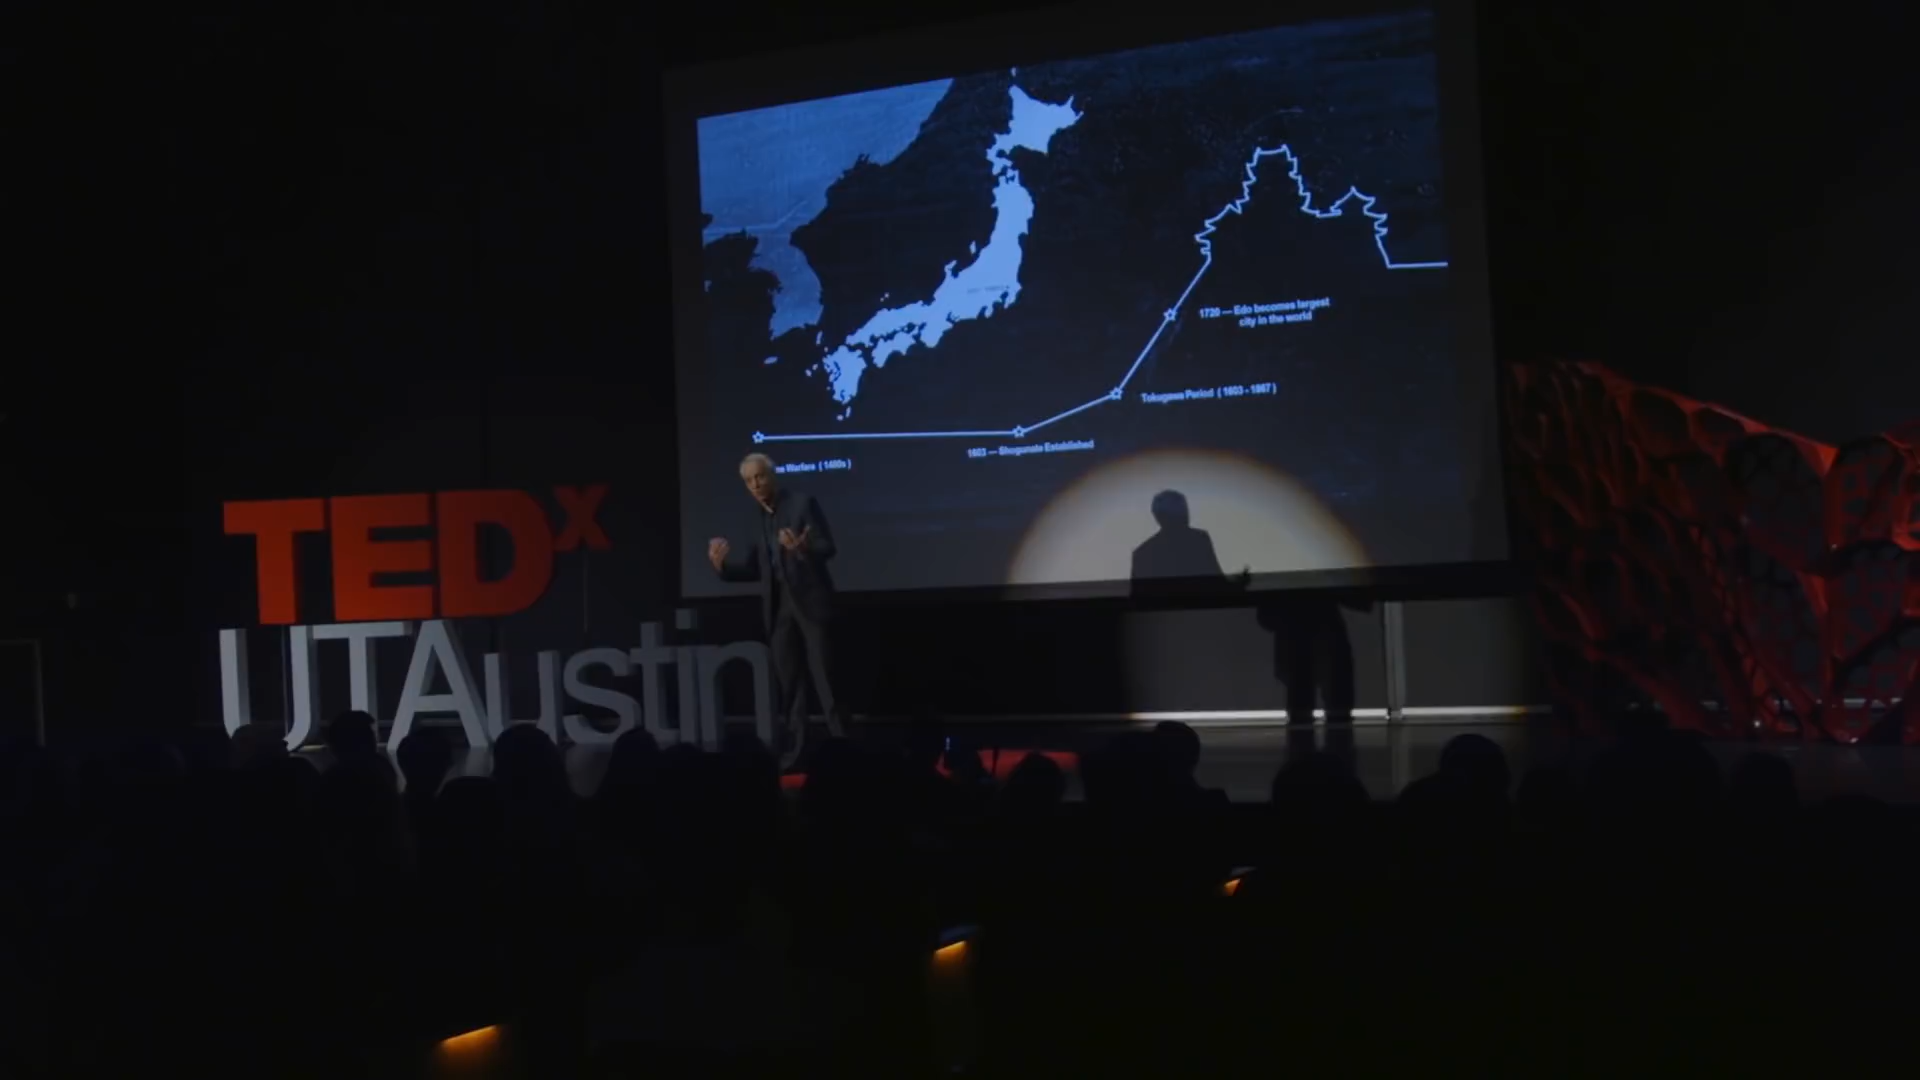 1720 — Edo becomes largest
city in the world
Tokugawa Period ( 1603 - 1867 )
1603 — Shogunate Established
Warfare ( 1400s )
TEDx
UTAustin